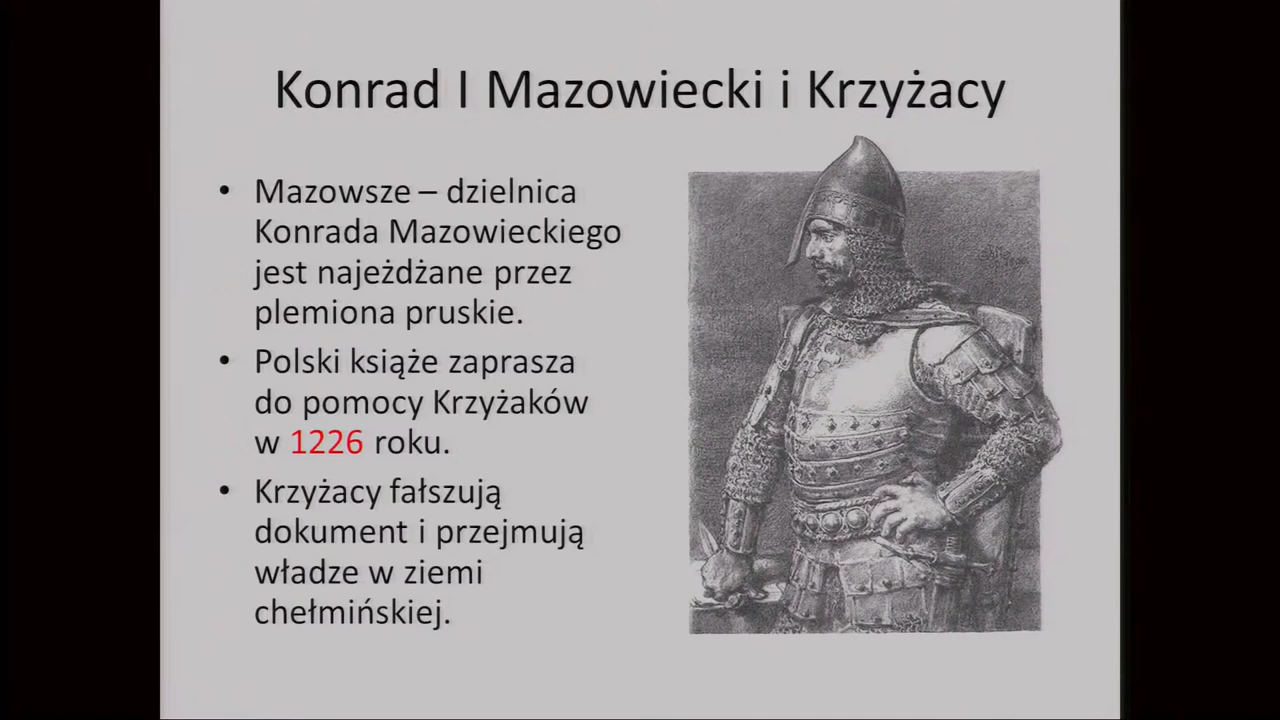 Konrad I Mazowiecki i Krzyżacy
• Mazowsze – dzielnica
Konrada Mazowieckiego
jest najeżdżane przez
plemiona pruskie.
• Polski książe zaprasza
do pomocy Krzyżaków
w 1226 roku.
• Krzyżacy fałszują
dokument i przejmują
władze w ziemi
chełmińskiej.